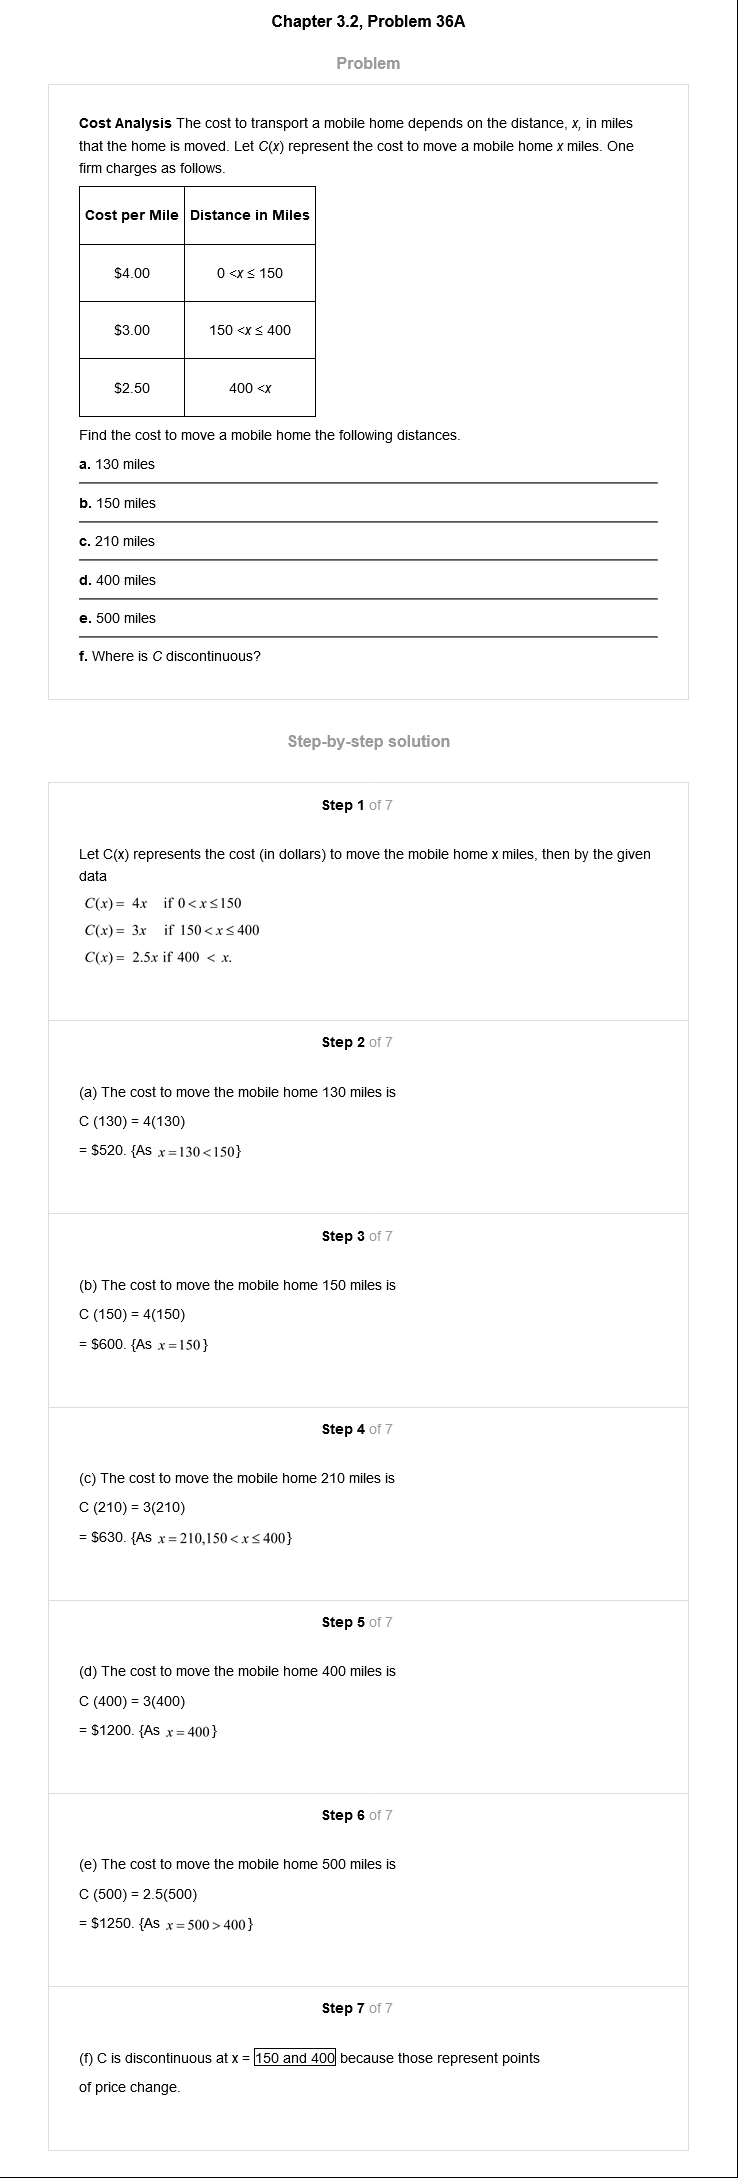 Chapter 3.2, Problem 36A
Problem
Cost Analysis The cost to transport a mobile home depends on the distance, x, in miles
that the home is moved. Let C(x) represent the cost to move a mobile home x miles. One
firm charges as follows.
Cost per Mile Distance in Miles
$4.00 0 <x ≤ 150
$3.00 150 <x ≤ 400
$2.50 400 <x
Find the cost to move a mobile home the following distances.
a. 130 miles
b. 150 miles
c. 210 miles
d. 400 miles
e. 500 miles
f. Where is C discontinuous?
Step-by-step solution
Step 1 of 7
Let C(x) represents the cost (in dollars) to move the mobile home x miles, then by the given
data
C(x) = 4x if 0 < x ≤ 150
C(x) = 3x if 150 < x ≤ 400
C(x) = 2.5x if 400 < x.
Step 2 of 7
(a) The cost to move the mobile home 130 miles is
C (130) = 4(130)
= $520. {As x = 130 < 150}
Step 3 of 7
(b) The cost to move the mobile home 150 miles is
C (150) = 4(150)
= $600. {As x = 150}
Step 4 of 7
(c) The cost to move the mobile home 210 miles is
C (210) = 3(210)
= $630. {As x = 210,150 < x ≤ 400}
Step 5 of 7
(d) The cost to move the mobile home 400 miles is
C (400) = 3(400)
= $1200. {As x = 400}
Step 6 of 7
(e) The cost to move the mobile home 500 miles is
C (500) = 2.5(500)
= $1250. {As x = 500 > 400}
Step 7 of 7
(f) C is discontinuous at x = 150 and 400 because those represent points
of price change.